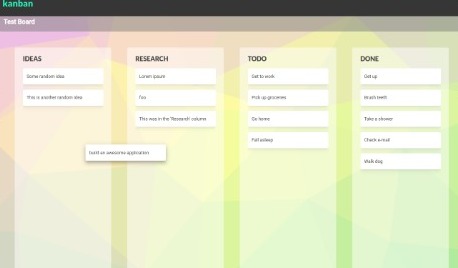 kanban
Test Board
IDEAS
Some random idea
This is another random idea
RESEARCH
Lorem ipsum
foo
This was in the 'Research' column
build an awesome application
TODO
Get to work
Pick up groceries
Go home
Fall asleep
DONE
Get up
Brush teeth
Take a shower
Check e-mail
Walk dog